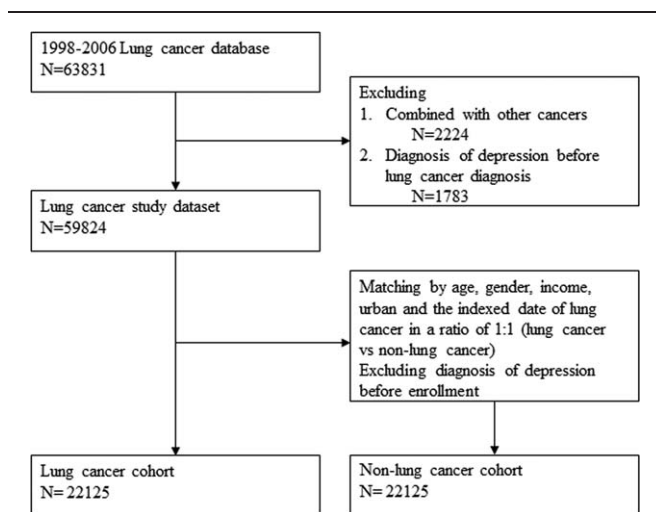 1998-2006 Lung cancer database
N=63831
Excluding
1. Combined with other cancers
N=2224
2. Diagnosis of depression before
lung cancer diagnosis
N=1783
Lung cancer study dataset
N=59824
Matching by age, gender, income,
urban and the indexed date of lung
cancer in a ratio of 1:1 (lung cancer
vs non-lung cancer)
Excluding diagnosis of depression
before enrollment
Lung cancer cohort
N= 22125
Non-lung cancer cohort
N= 22125